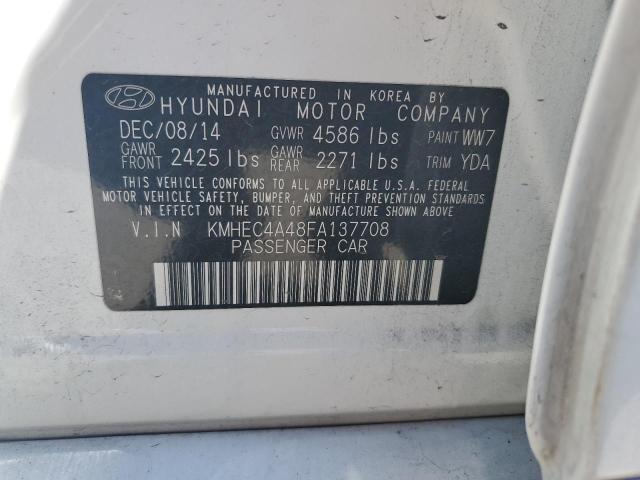 MANUFACTURED IN KOREA BY
HYUNDAI MOTOR COMPANY
DEC/08/14 GVWR 4586 lbs PAINT WW7
GAWR FRONT 2425 lbs GAWR REAR 2271 lbs TRIM YDA
THIS VEHICLE CONFORMS TO ALL APPLICABLE U.S.A. FEDERAL
MOTOR VEHICLE SAFETY, BUMPER, AND THEFT PREVENTION STANDARDS
IN EFFECT ON THE DATE OF MANUFACTURE SHOWN ABOVE
V.I.N KMHEC4A48FA137708
PASSENGER CAR